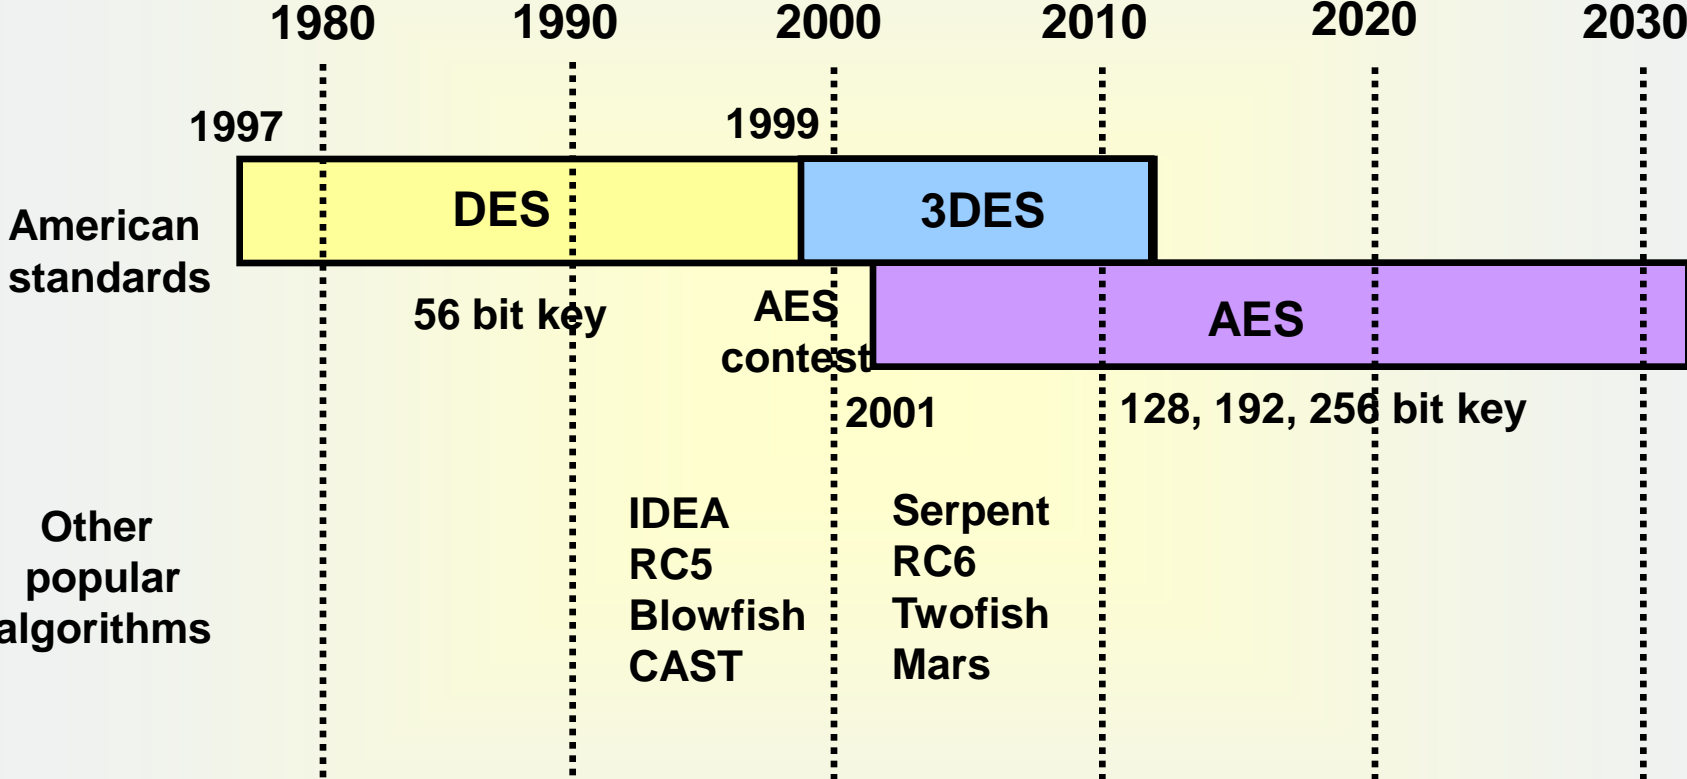 1980 1990 2000 2010 2020 2030
1997 1999
DES 3DES
American
standards
56 bit key
AES
contest
AES
2001
128, 192, 256 bit key
Other
popular
algorithms
IDEA
RC5
Blowfish
CAST
Serpent
RC6
Twofish
Mars